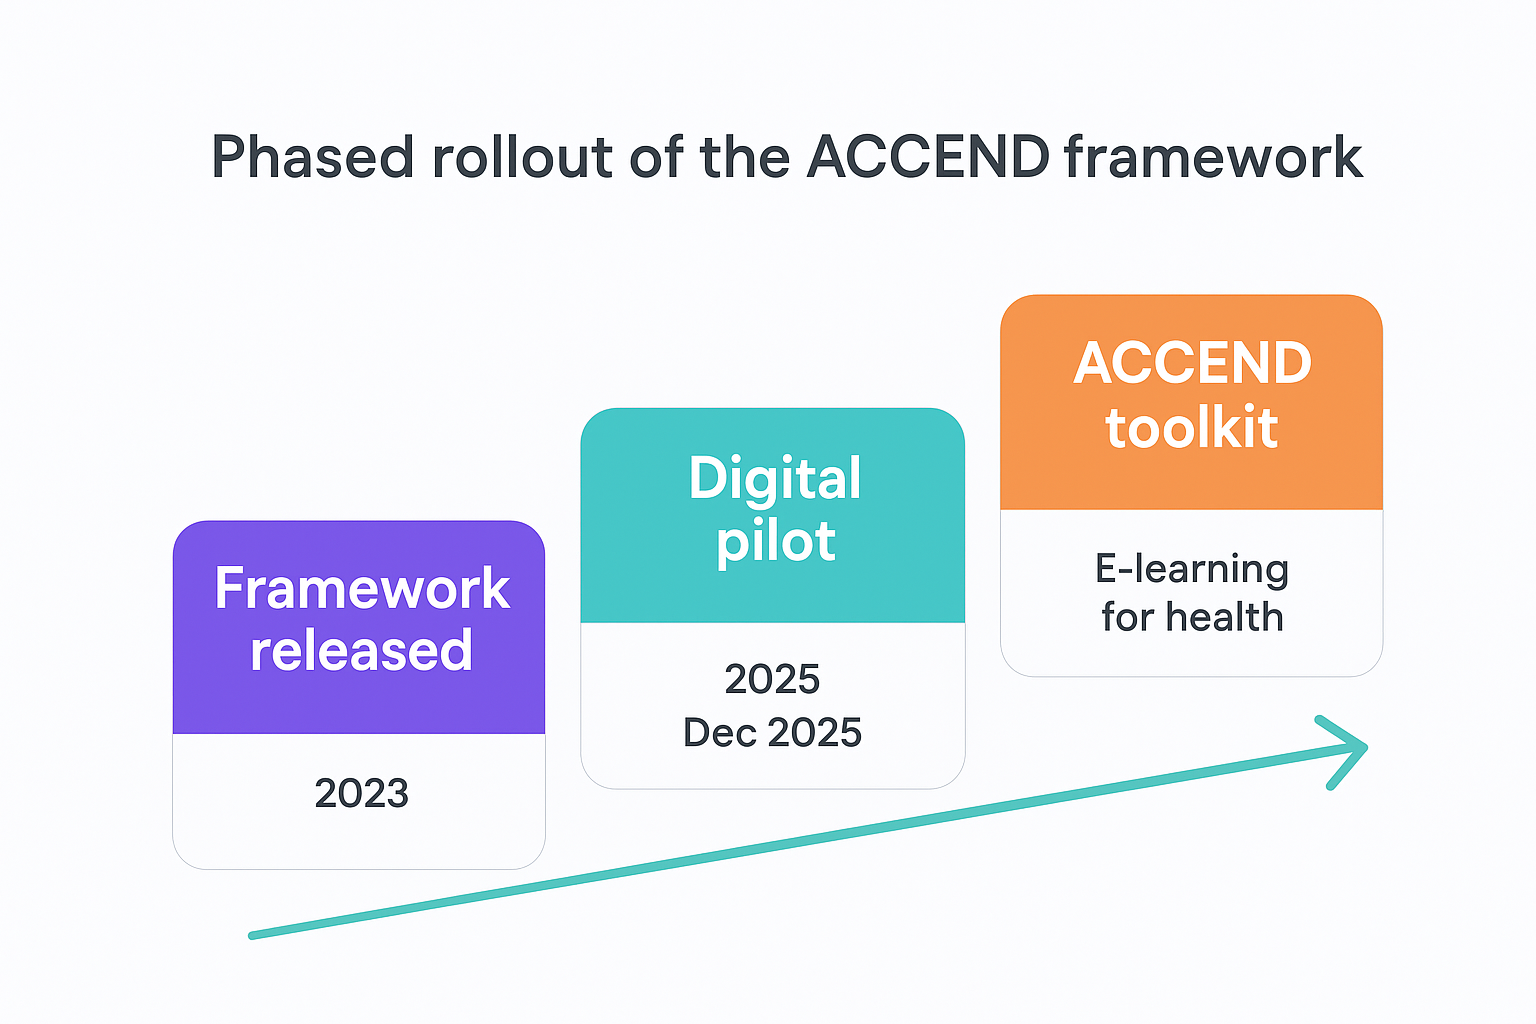 Phased rollout of the ACCEND framework
Framework
released
2023
Digital
pilot
2025
Dec 2025
ACCEND
toolkit
E-learning
for health